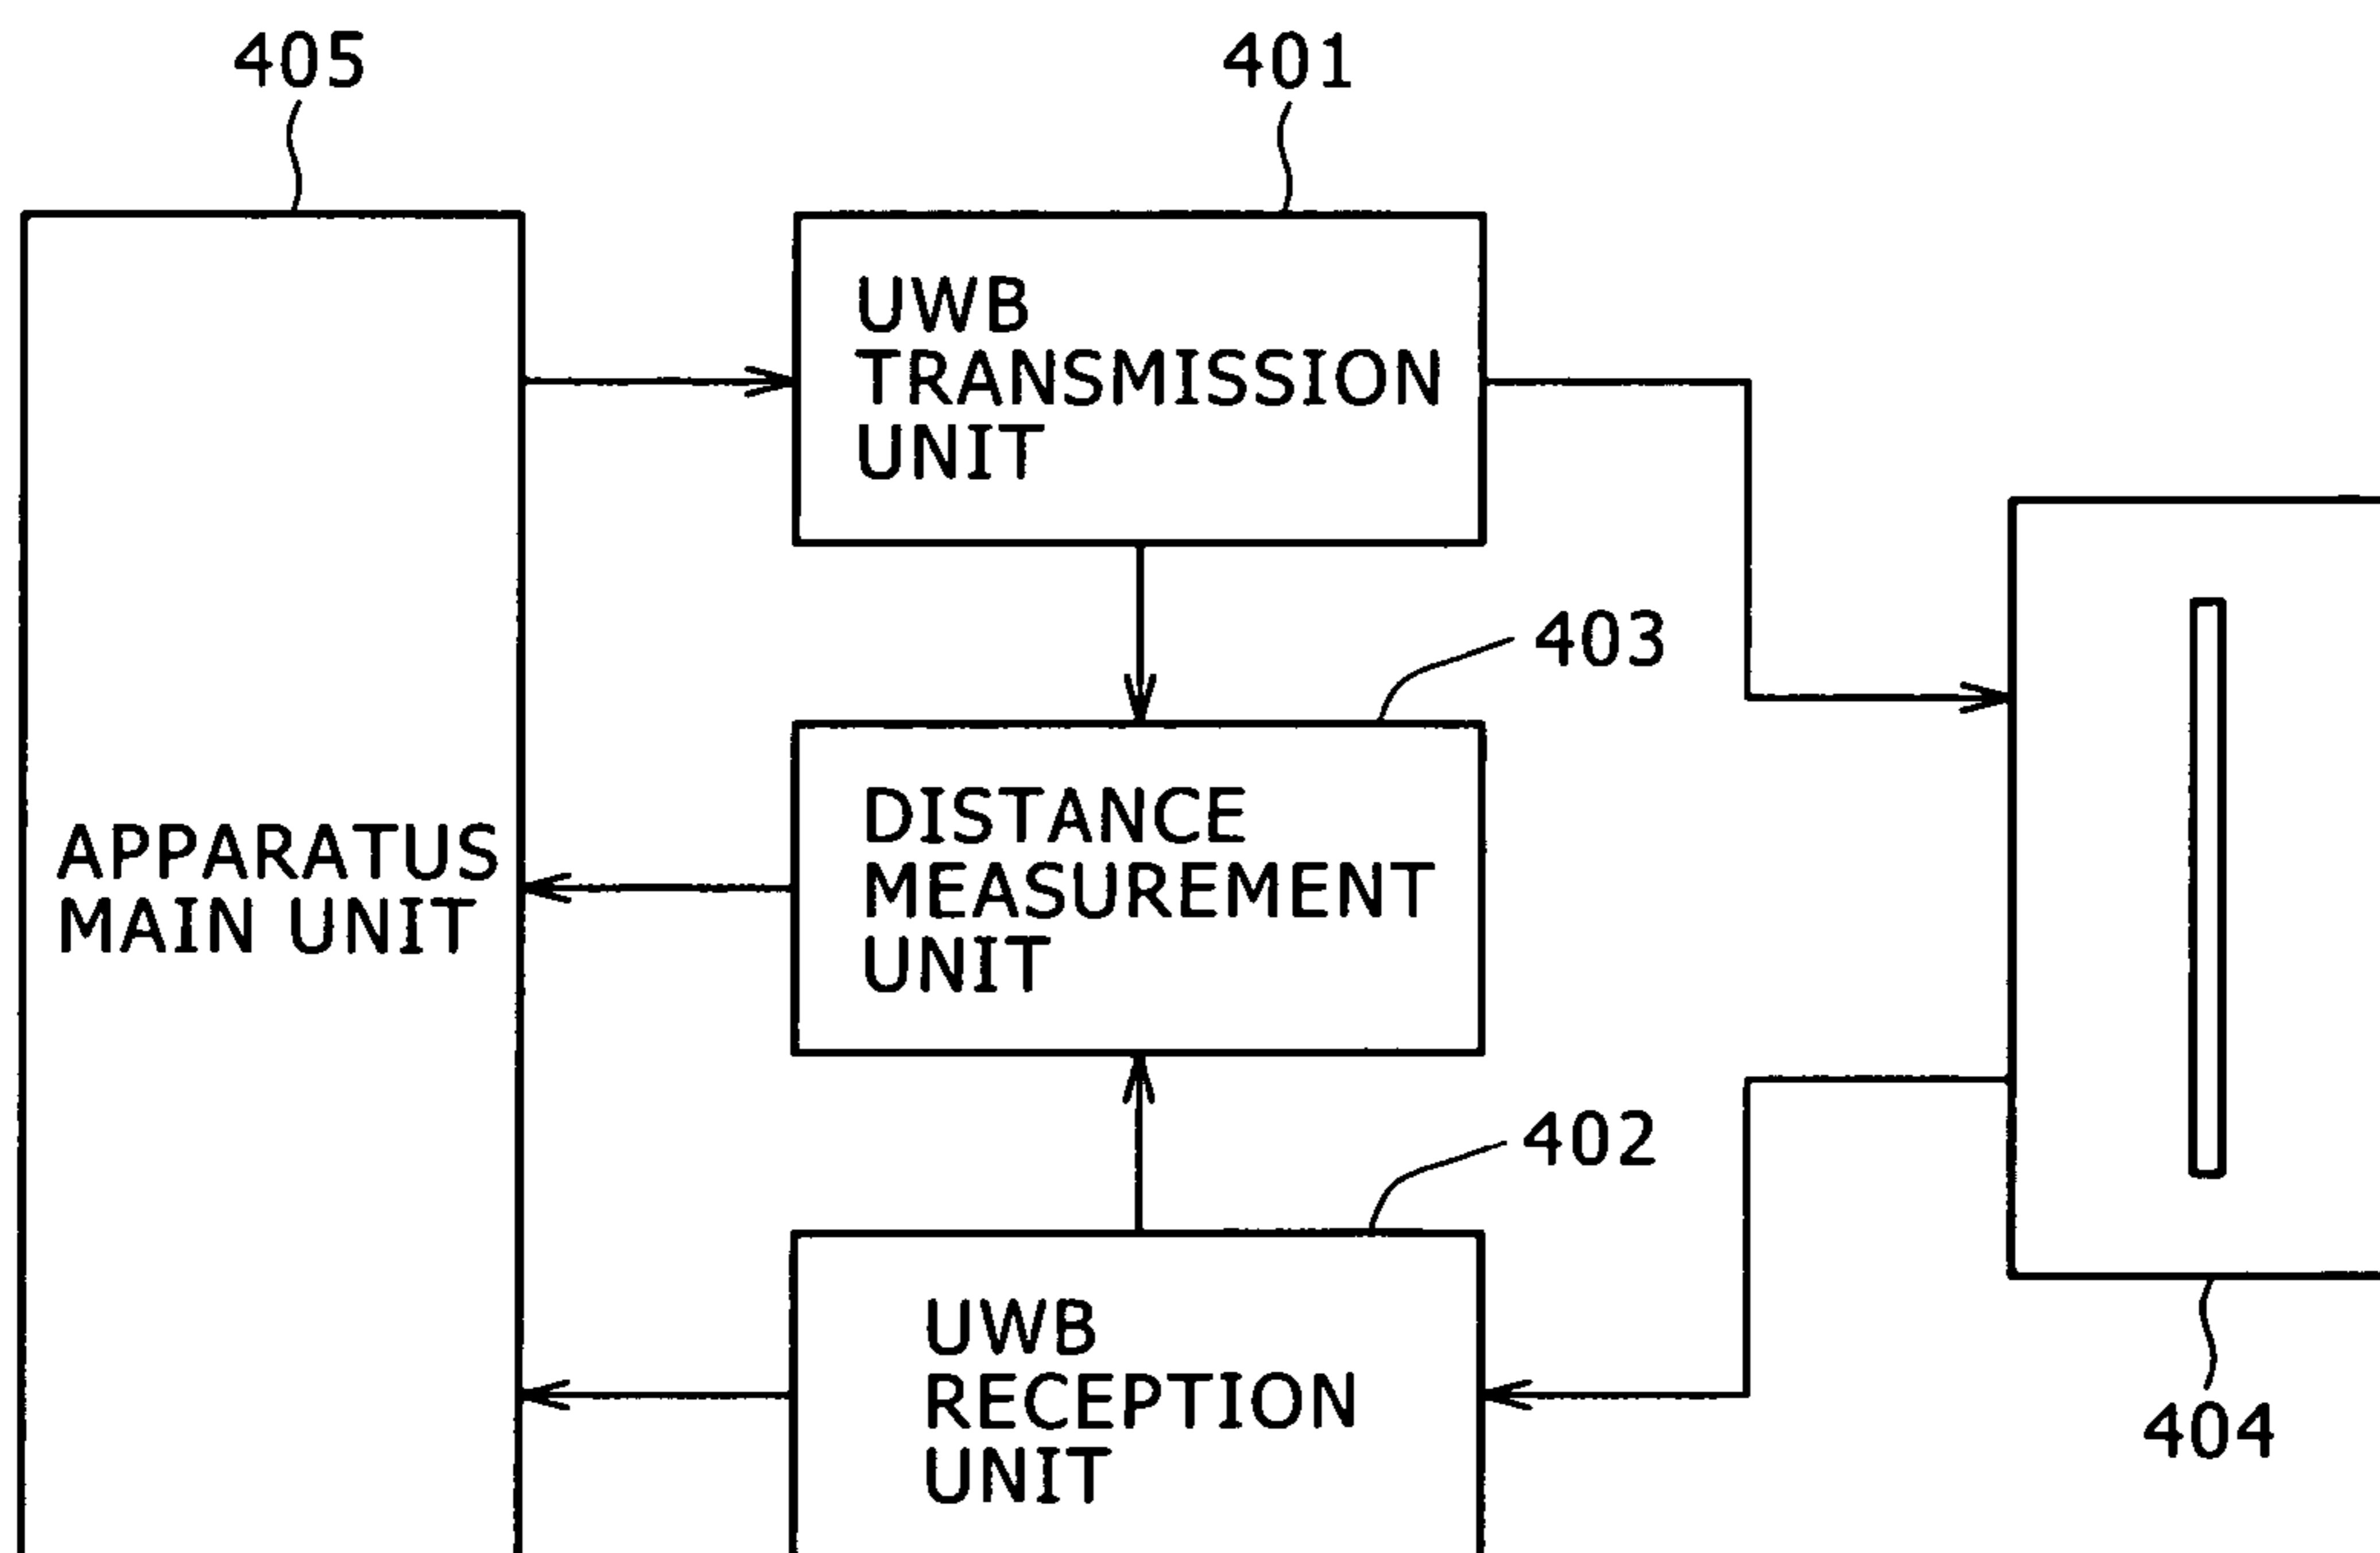 405
401
UWB
TRANSMISSION
UNIT
403
DISTANCE
MEASUREMENT
UNIT
APPARATUS
MAIN UNIT
402
UWB
RECEPTION
UNIT
404